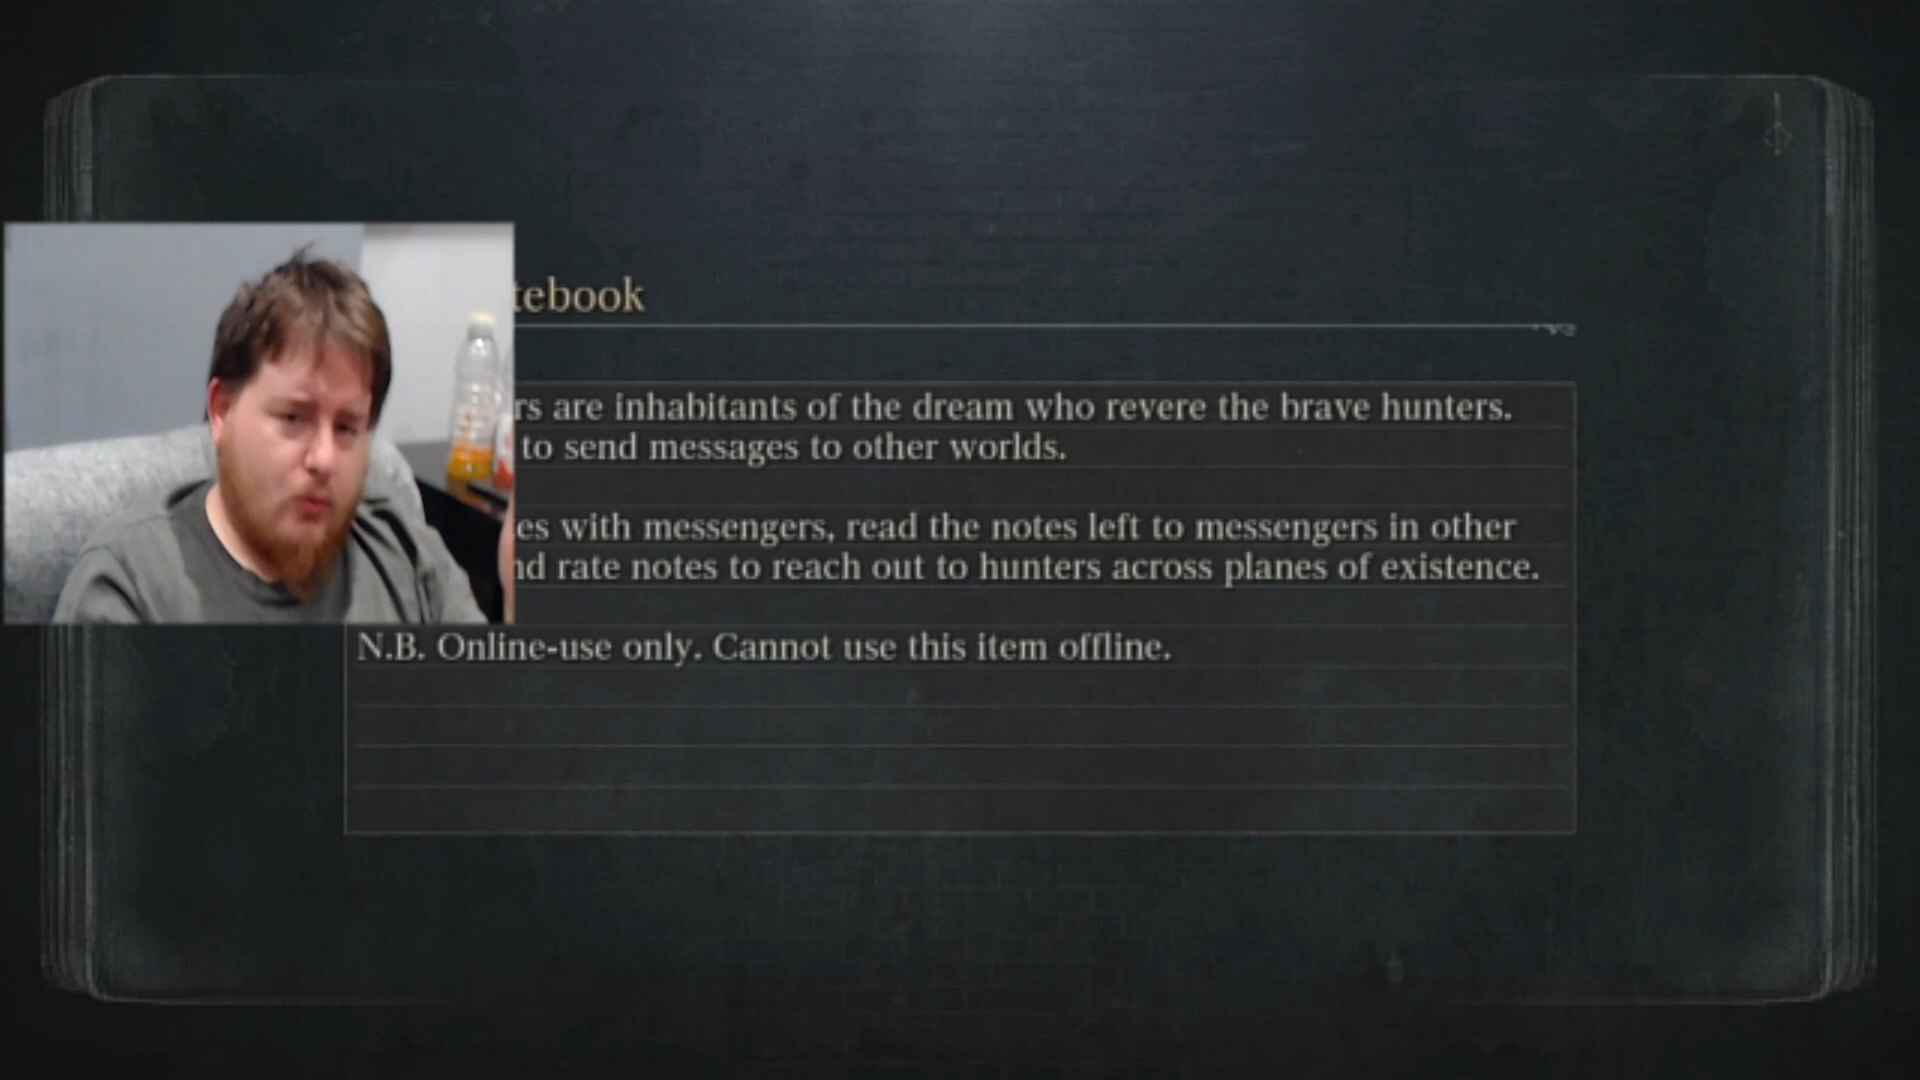 tebook
rs are inhabitants of the dream who revere the brave hunters.
to send messages to other worlds.
es with messengers, read the notes left to messengers in other
nd rate notes to reach out to hunters across planes of existence.
N.B. Online-use only. Cannot use this item offline.